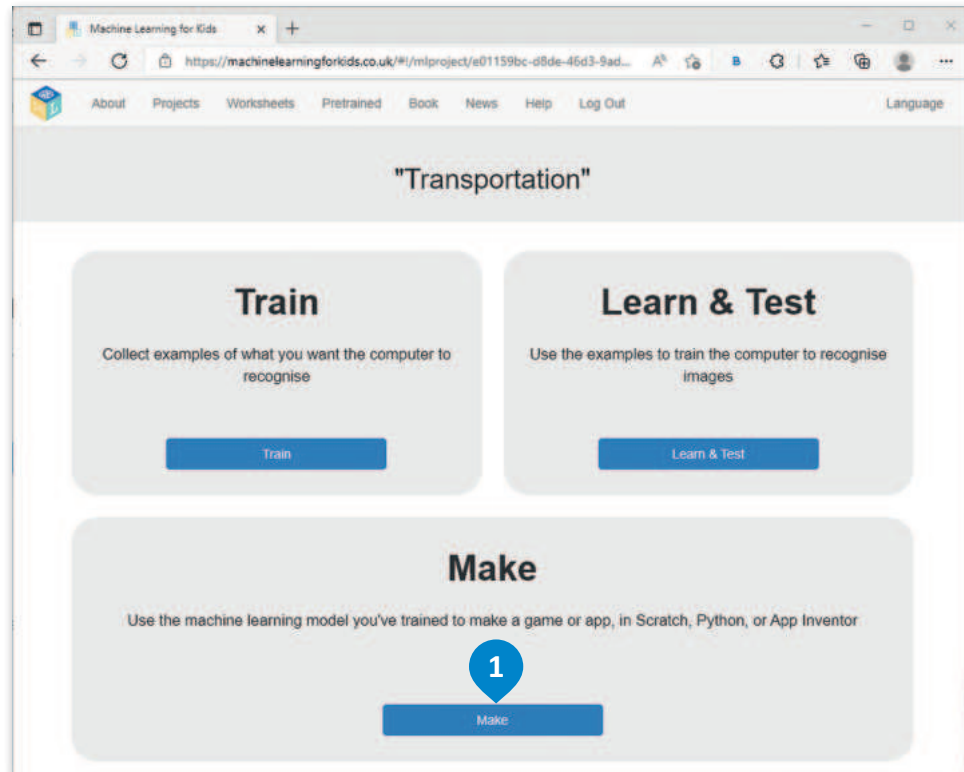 Machine Learning for Kids
https://machinelearningforkids.co.uk/#!/mlproject/e01159bc-d8de-46d3-9ad...
About Projects Worksheets Pretrained Book News Help Log Out Language
"Transportation"
Train
Collect examples of what you want the computer to
recognise
Train
Learn & Test
Use the examples to train the computer to recognise
images
Learn & Test
Make
Use the machine learning model you've trained to make a game or app, in Scratch, Python, or App Inventor
1
Make